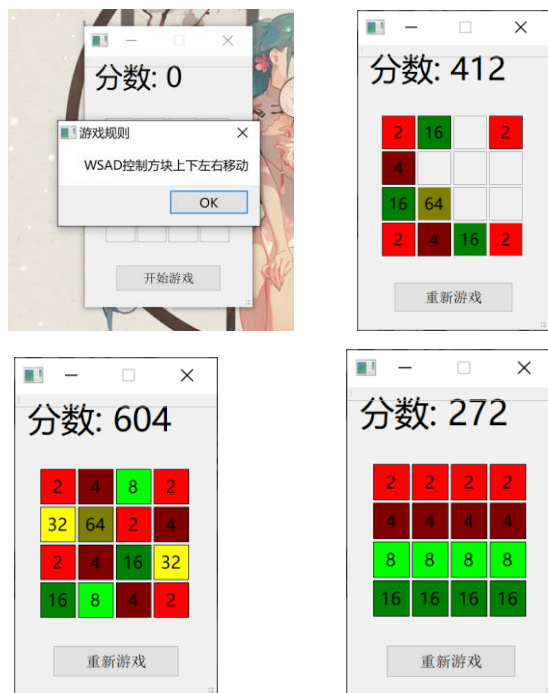 分数: 0
游戏规则
WSAD控制方块上下左右移动
OK
开始游戏
分数: 412
2 16 2
4
16 64
2 4 16 2
重新游戏
分数: 604
2 4 8 2
32 64 2 4
2 4 16 32
16 8 4 2
重新游戏
分数: 272
2 2 2 2
4 4 4 4
8 8 8 8
16 16 16 16
重新游戏